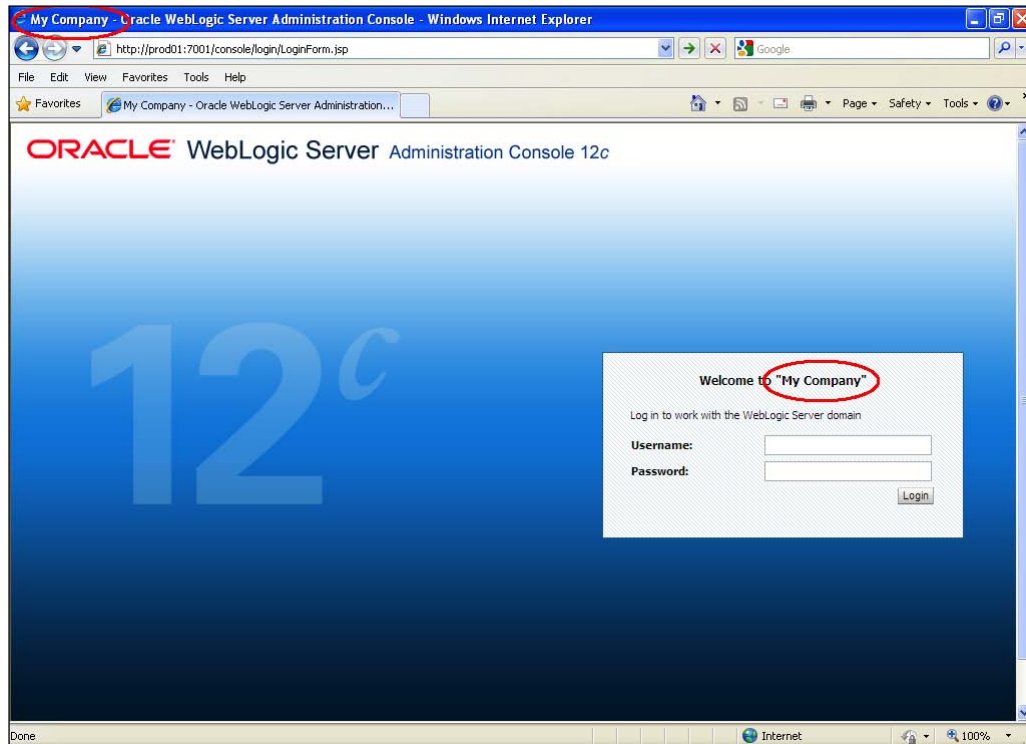 My Company - Oracle WebLogic Server Administration Console - Windows Internet Explorer
http://prod01:7001/console/login/LoginForm.jsp
Google
File Edit View Favorites Tools Help
Favorites
My Company - Oracle WebLogic Server Administration...
Page Safety Tools
ORACLE WebLogic Server Administration Console 12c
12c
Welcome to "My Company"
Log in to work with the WebLogic Server domain
Username:
Password:
Login
Done
Internet
100%